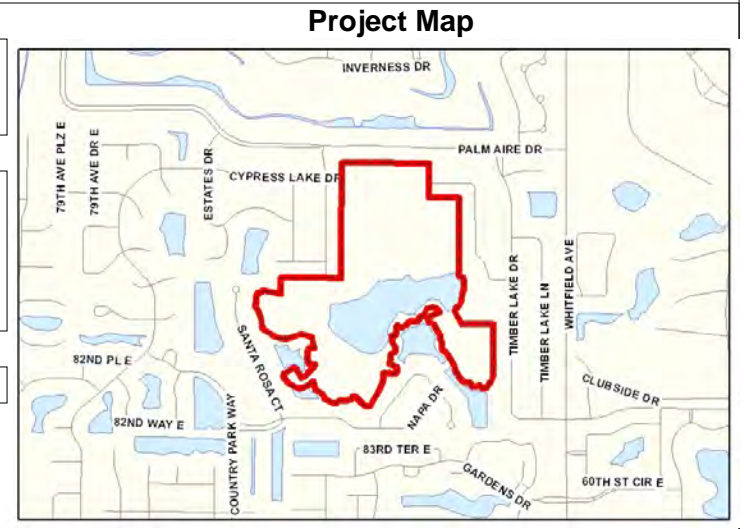 Project Map
INVERNESS DR
PALM AIRE DR
79TH AVE PLZ E
79TH AVE DR E
ESTATES DR
CYPRESS LAKE DR
TIMBER LAKE DR
TIMBER LAKE LN
WHITFIELD AVE
SANTA ROSA CT
82ND PL E
CLUBSIDE DR
NAPA DR
COUNTRY PARK WAY
82ND WAY E
83RD TER E
GARDENS DR
60TH ST CIR E